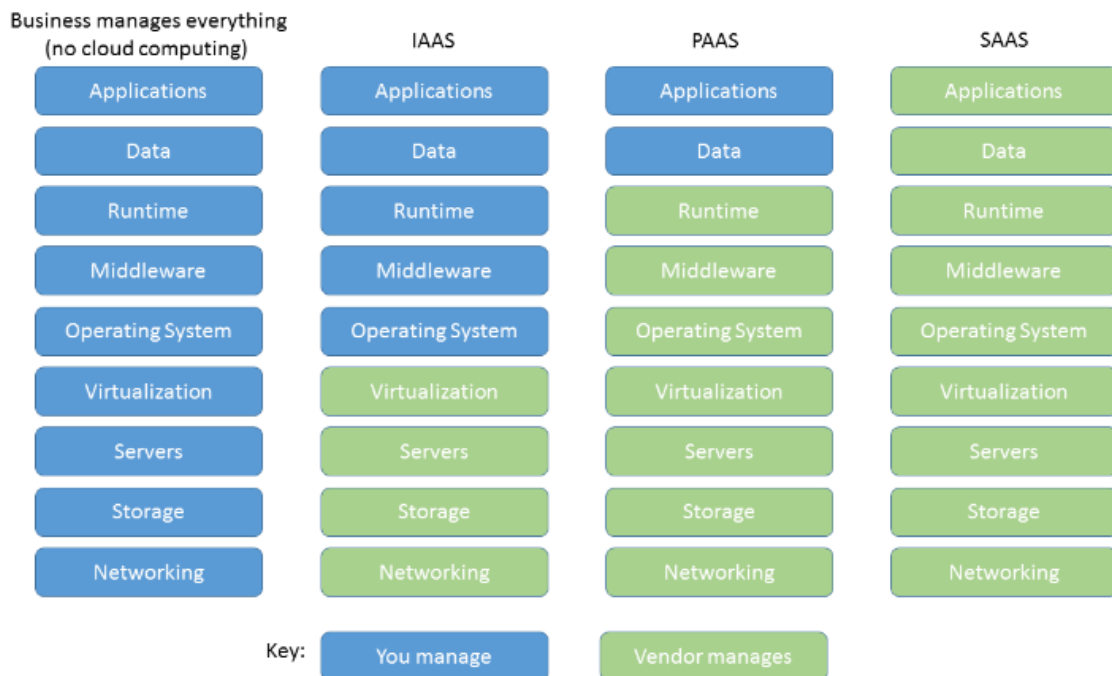 Business manages everything
(no cloud computing)
IAAS
PAAS
SAAS
Applications
Applications
Applications
Applications
Data
Data
Data
Data
Runtime
Runtime
Runtime
Runtime
Middleware
Middleware
Middleware
Middleware
Operating System
Operating System
Operating System
Operating System
Virtualization
Virtualization
Virtualization
Virtualization
Servers
Servers
Servers
Servers
Storage
Storage
Storage
Storage
Networking
Networking
Networking
Networking
Key:
You manage
Vendor manages